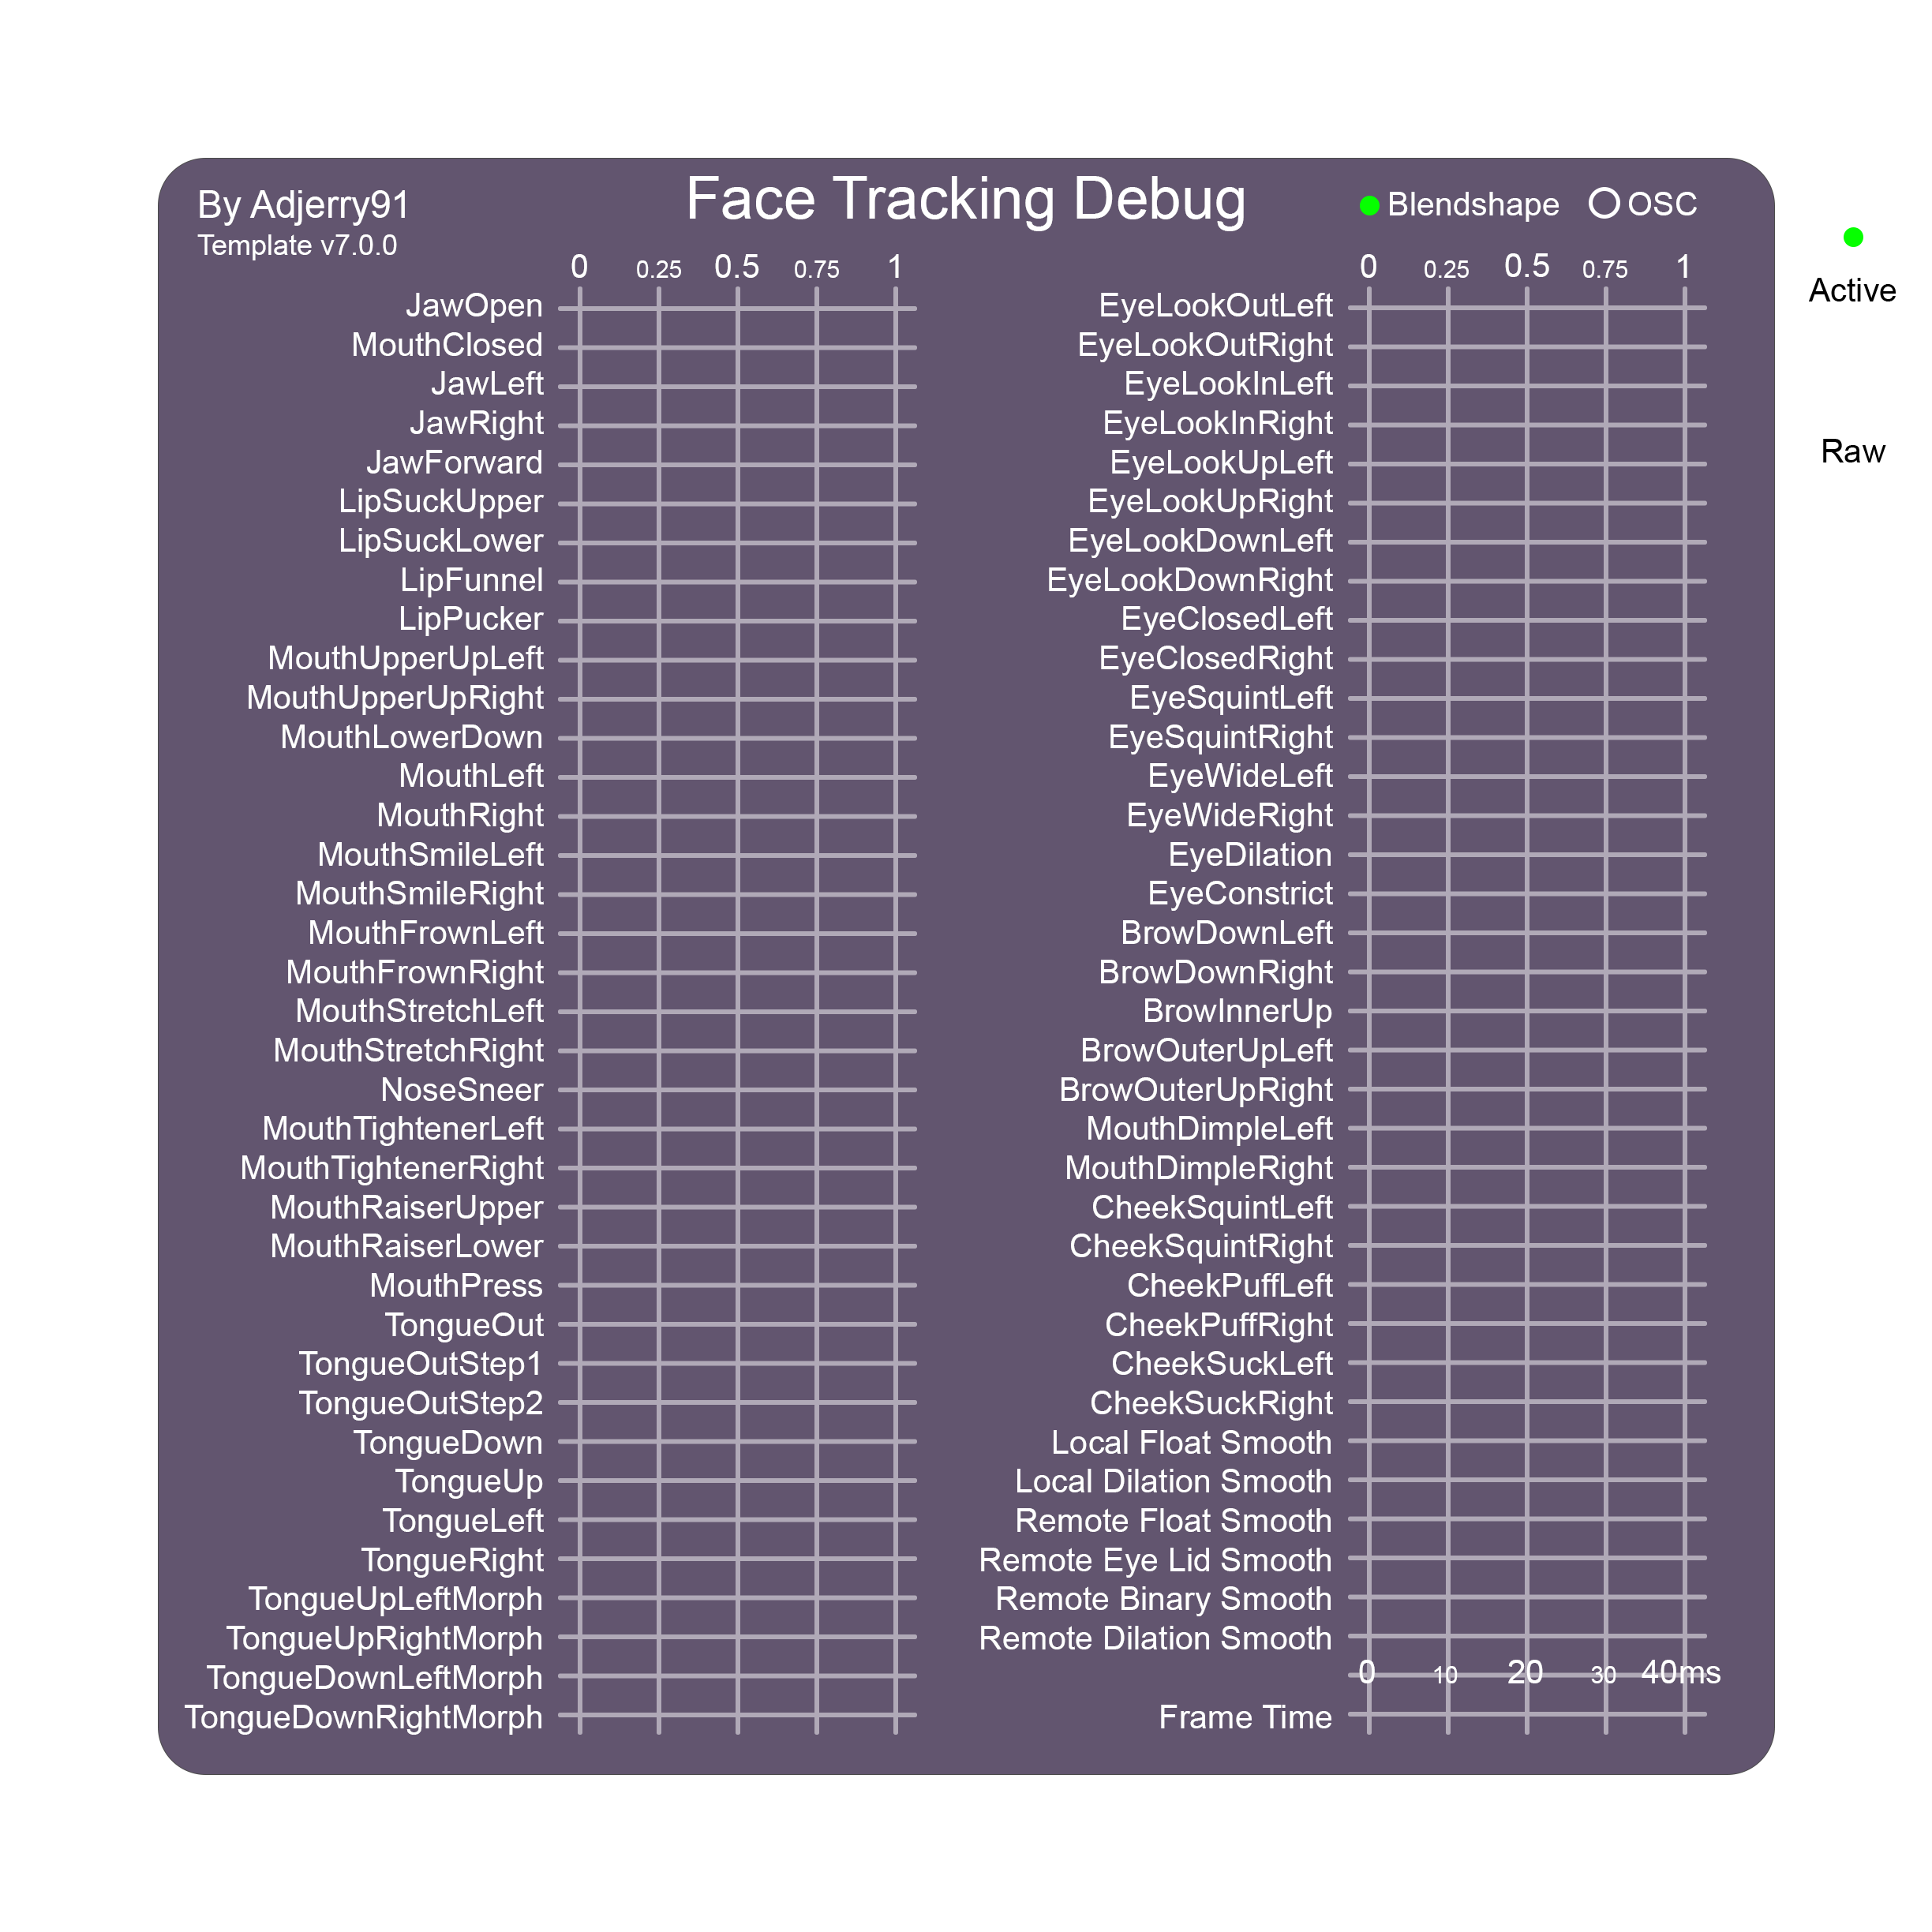 By Adjerry91
Template v7.0.0
Face Tracking Debug
Blendshape OSC
0 0.25 0.5 0.75 1
JawOpen
MouthClosed
JawLeft
JawRight
JawForward
LipSuckUpper
LipSuckLower
LipFunnel
LipPucker
MouthUpperUpLeft
MouthUpperUpRight
MouthLowerDown
MouthLeft
MouthRight
MouthSmileLeft
MouthSmileRight
MouthFrownLeft
MouthFrownRight
MouthStretchLeft
MouthStretchRight
NoseSneer
MouthTightenerLeft
MouthTightenerRight
MouthRaiserUpper
MouthRaiserLower
MouthPress
TongueOut
TongueOutStep1
TongueOutStep2
TongueDown
TongueUp
TongueLeft
TongueRight
TongueUpLeftMorph
TongueUpRightMorph
TongueDownLeftMorph
TongueDownRightMorph
0 0.25 0.5 0.75 1
EyeLookOutLeft
EyeLookOutRight
EyeLookInLeft
EyeLookInRight
EyeLookUpLeft
EyeLookUpRight
EyeLookDownLeft
EyeLookDownRight
EyeClosedLeft
EyeClosedRight
EyeSquintLeft
EyeSquintRight
EyeWideLeft
EyeWideRight
EyeDilation
EyeConstrict
BrowDownLeft
BrowDownRight
BrowInnerUp
BrowOuterUpLeft
BrowOuterUpRight
MouthDimpleLeft
MouthDimpleRight
CheekSquintLeft
CheekSquintRight
CheekPuffLeft
CheekPuffRight
CheekSuckLeft
CheekSuckRight
Local Float Smooth
Local Dilation Smooth
Remote Float Smooth
Remote Eye Lid Smooth
Remote Binary Smooth
Remote Dilation Smooth
0 10 20 30 40ms
Frame Time
Active
Raw